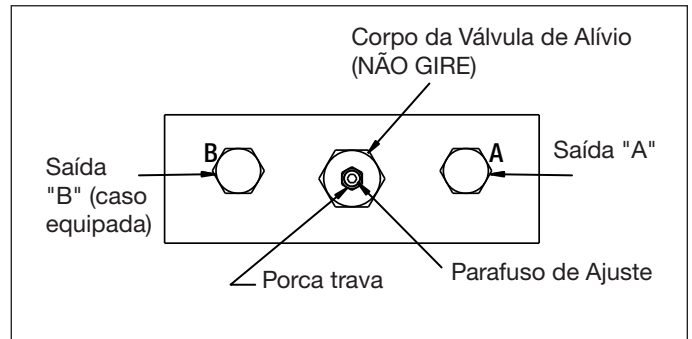 Corpo da Válvula de Alívio
(NÃO GIRE)
B
A
Saída
"B" (caso
equipada)
Saída "A"
Porca trava
Parafuso de Ajuste